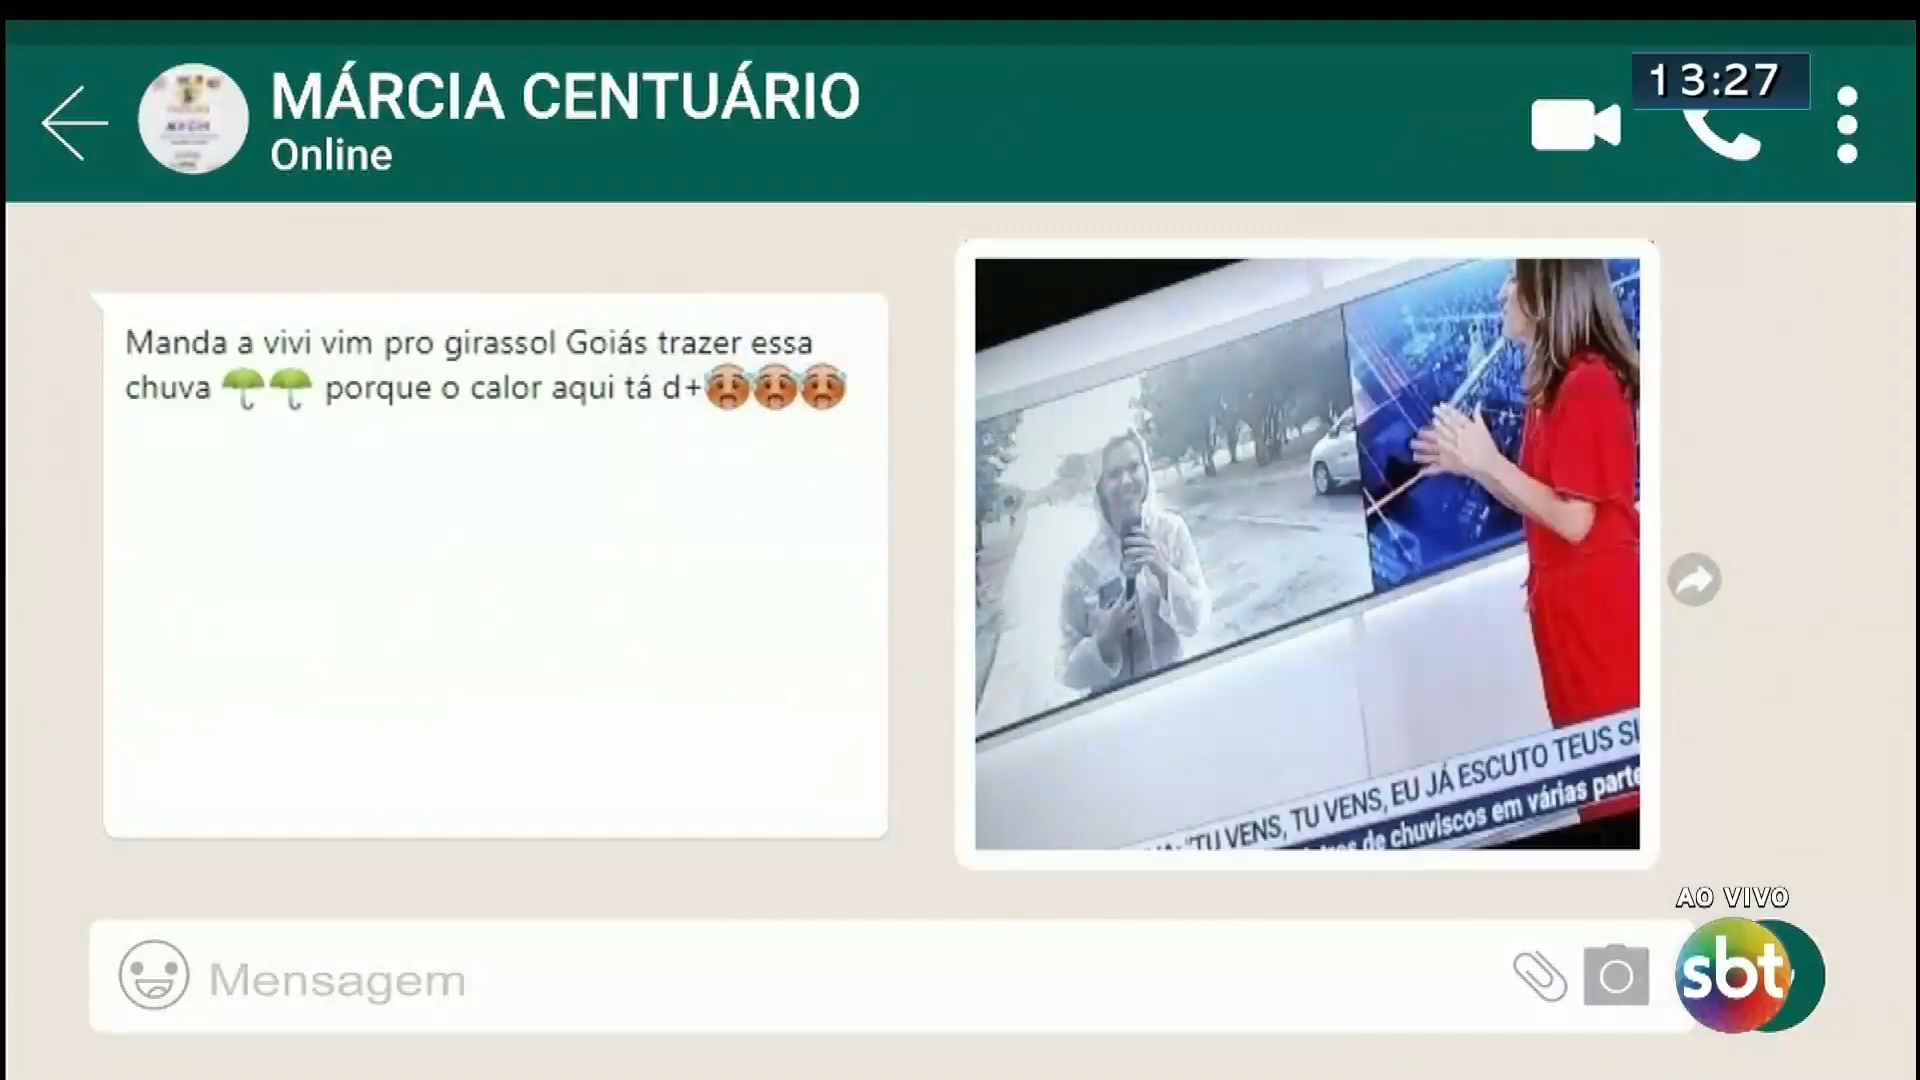 MÁRCIA CENTUÁRIO
Online
13:27
Manda a vivi vim pro girassol Goiás trazer essa
chuva ☂☂ porque o calor aqui tá d+🥵🥵🥵
"TU VENS, TU VENS, EU JÁ ESCUTO TEUS SI
de chuviscos em várias parte
AO VIVO
sbt
Mensagem